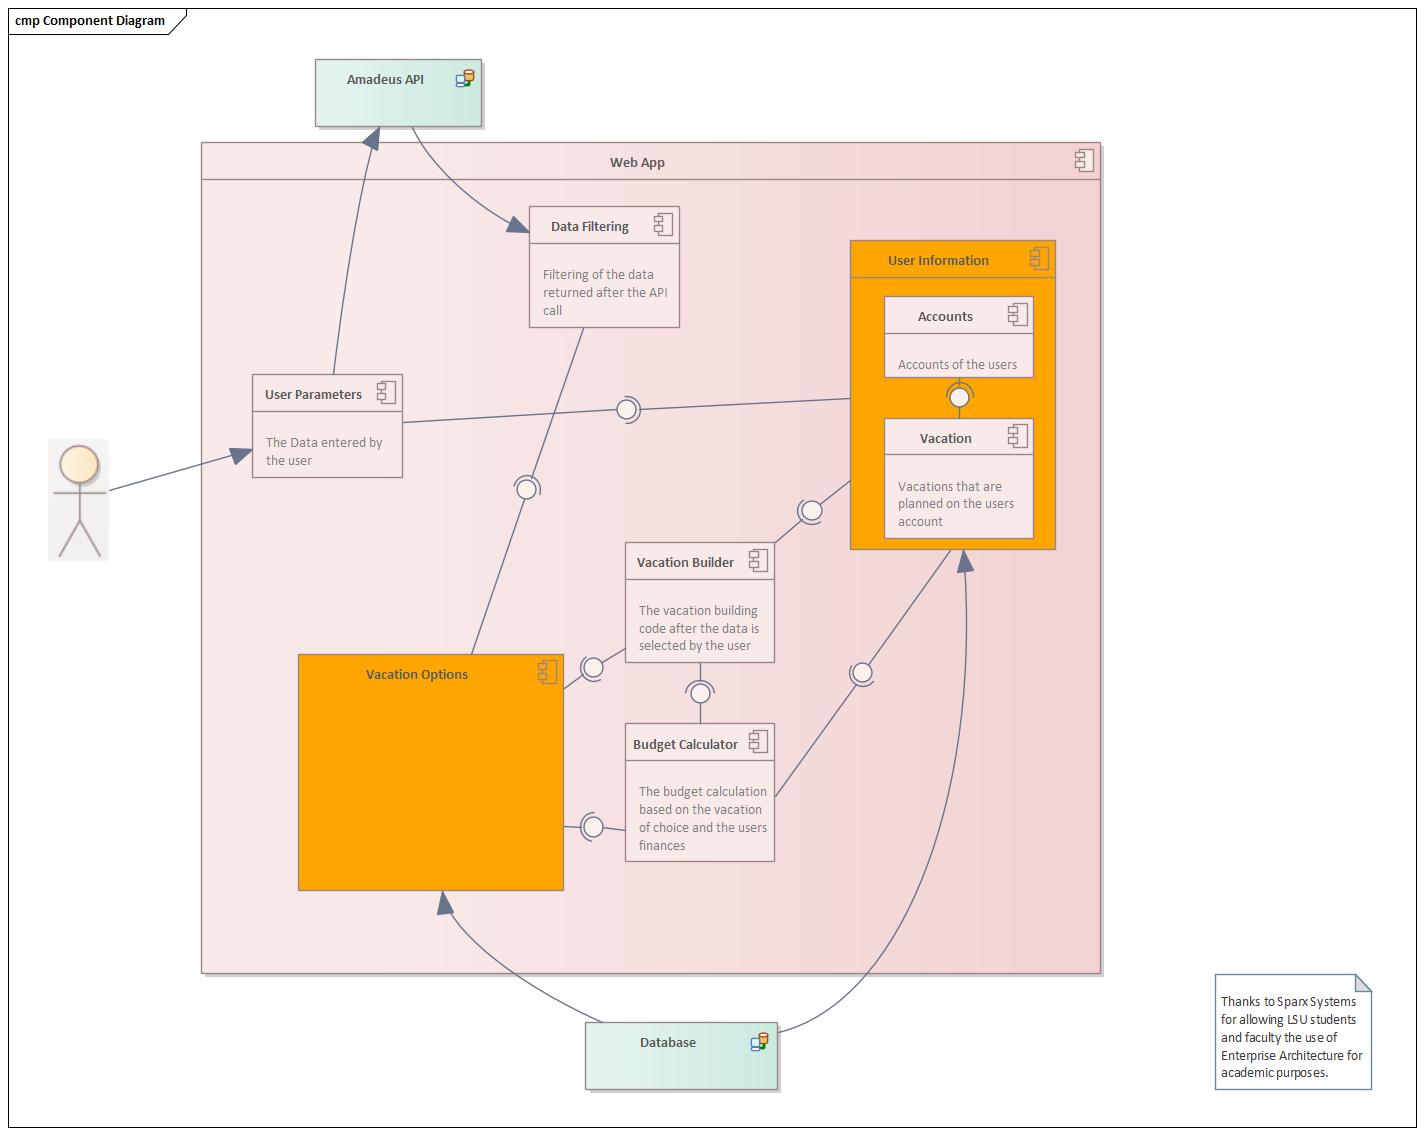 cmp Component Diagram
Amadeus API
Web App
Data Filtering
Filtering of the data
returned after the API
call
User Information
Accounts
Accounts of the users
User Parameters
The Data entered by
the user
Vacation
Vacations that are
planned on the users
account
Vacation Builder
The vacation building
code after the data is
selected by the user
Vacation Options
Budget Calculator
The budget calculation
based on the vacation
of choice and the users
finances
Database
Thanks to Sparx Systems
for allowing LSU students
and faculty the use of
Enterprise Architecture for
academic purposes.